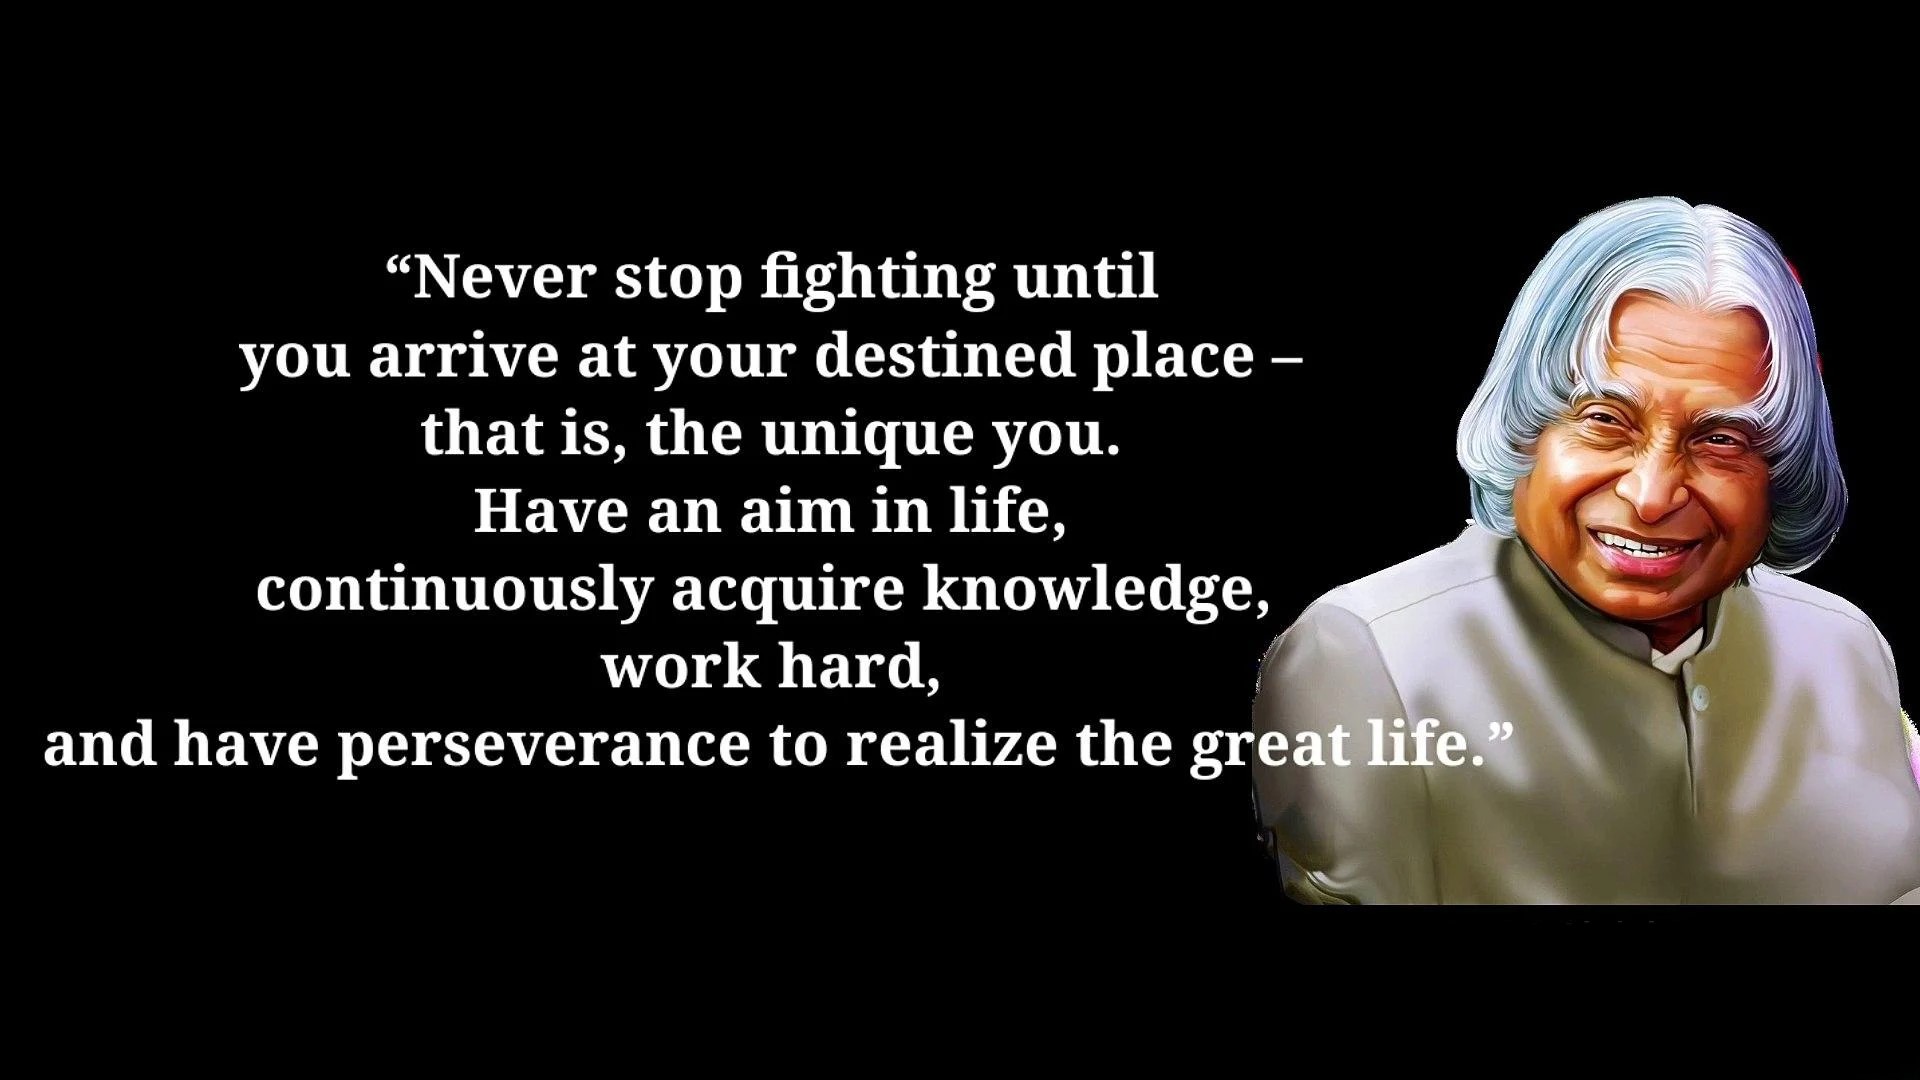 “Never stop fighting until
you arrive at your destined place –
that is, the unique you.
Have an aim in life,
continuously acquire knowledge,
work hard,
and have perseverance to realize the great life.”